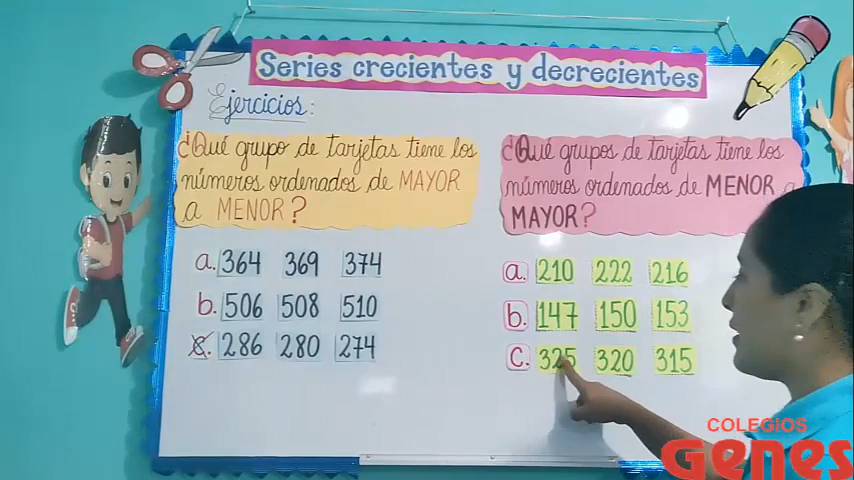 Series crecientes y decrecientes
Ejercicios:
¿Qué grupo de tarjetas tiene los
números ordenados de MAYOR
a MENOR?
a. 364 369 374
b. 506 508 510
c. 286 280 274
¿Qué grupos de tarjetas tiene los
números ordenados de MENOR a
MAYOR?
a. 210 222 216
b. 147 150 153
c. 325 320 315
COLEGIOS
Genes